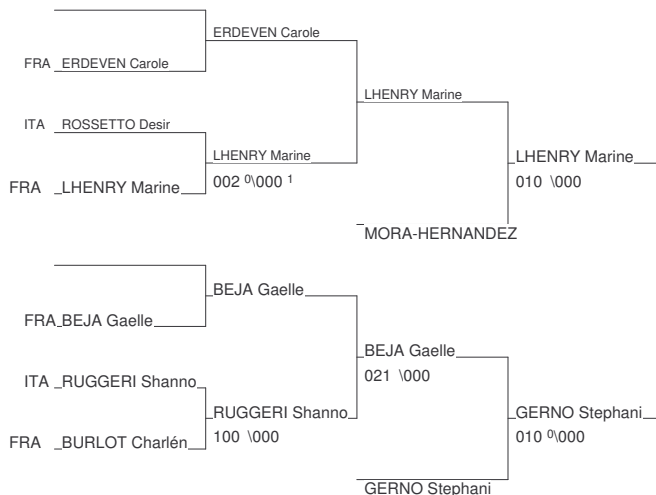 ERDEVEN Carole
FRA ERDEVEN Carole
LHENRY Marine
ITA ROSSETTO Desir
LHENRY Marine LHENRY Marine
002 0\000 1 010 \000
FRA LHENRY Marine
MORA-HERNANDEZ
BEJA Gaelle
FRA BEJA Gaelle
BEJA Gaelle
021 \000
ITA RUGGERI Shanno
RUGGERI Shanno GERNO Stephani
100 \000 010 0\000
FRA BURLOT Charlén
GERNO Stephani